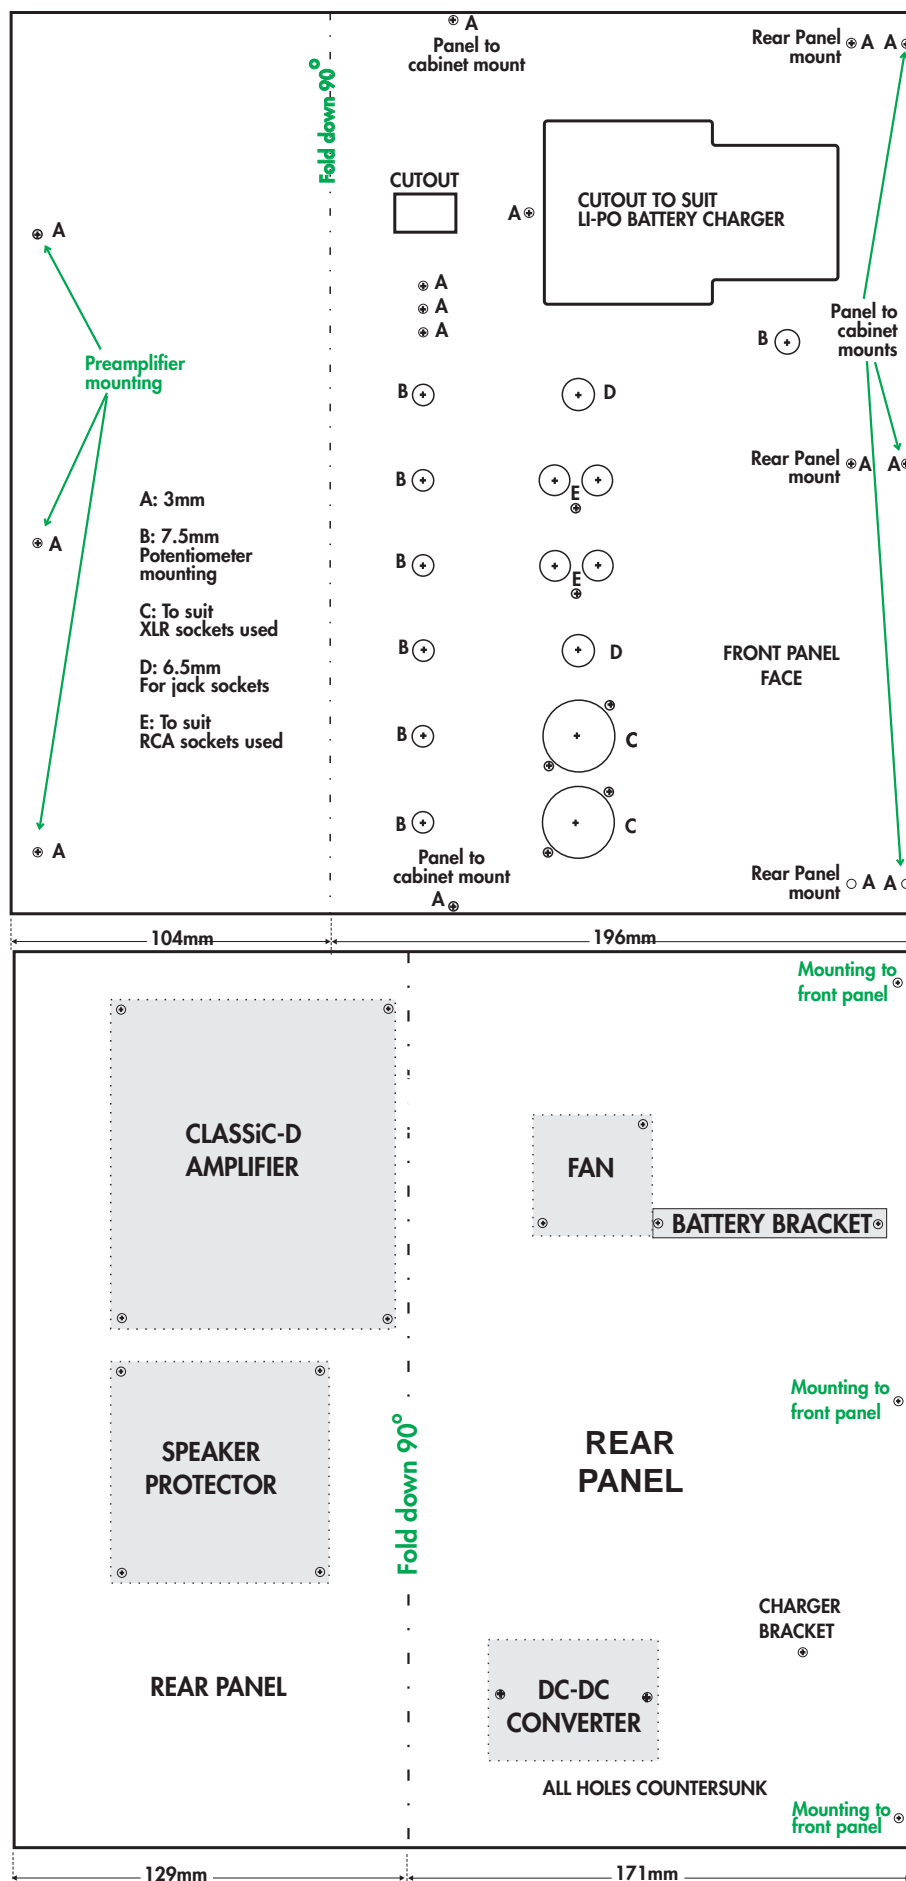 A
Panel to
cabinet mount
Rear Panel
mount
A A
Fold down 90°
CUTOUT
A
CUTOUT TO SUIT
LI-PO BATTERY CHARGER
A
A
A
A
Panel to
cabinet
mounts
B
Preamplifier
mounting
B
D
Rear Panel
mount
A A
B
E
A: 3mm
A
B: 7.5mm
Potentiometer
mounting
B
E
C: To suit
XLR sockets used
B
D
FRONT PANEL
FACE
D: 6.5mm
For jack sockets
E: To suit
RCA sockets used
B
C
B
C
A
Panel to
cabinet mount
A
Rear Panel
mount
A A
104mm
196mm
Mounting to
front panel
CLASSiC-D
AMPLIFIER
FAN
BATTERY BRACKET
Mounting to
front panel
Fold down 90°
REAR
PANEL
SPEAKER
PROTECTOR
CHARGER
BRACKET
REAR PANEL
DC-DC
CONVERTER
ALL HOLES COUNTERSUNK
Mounting to
front panel
129mm
171mm